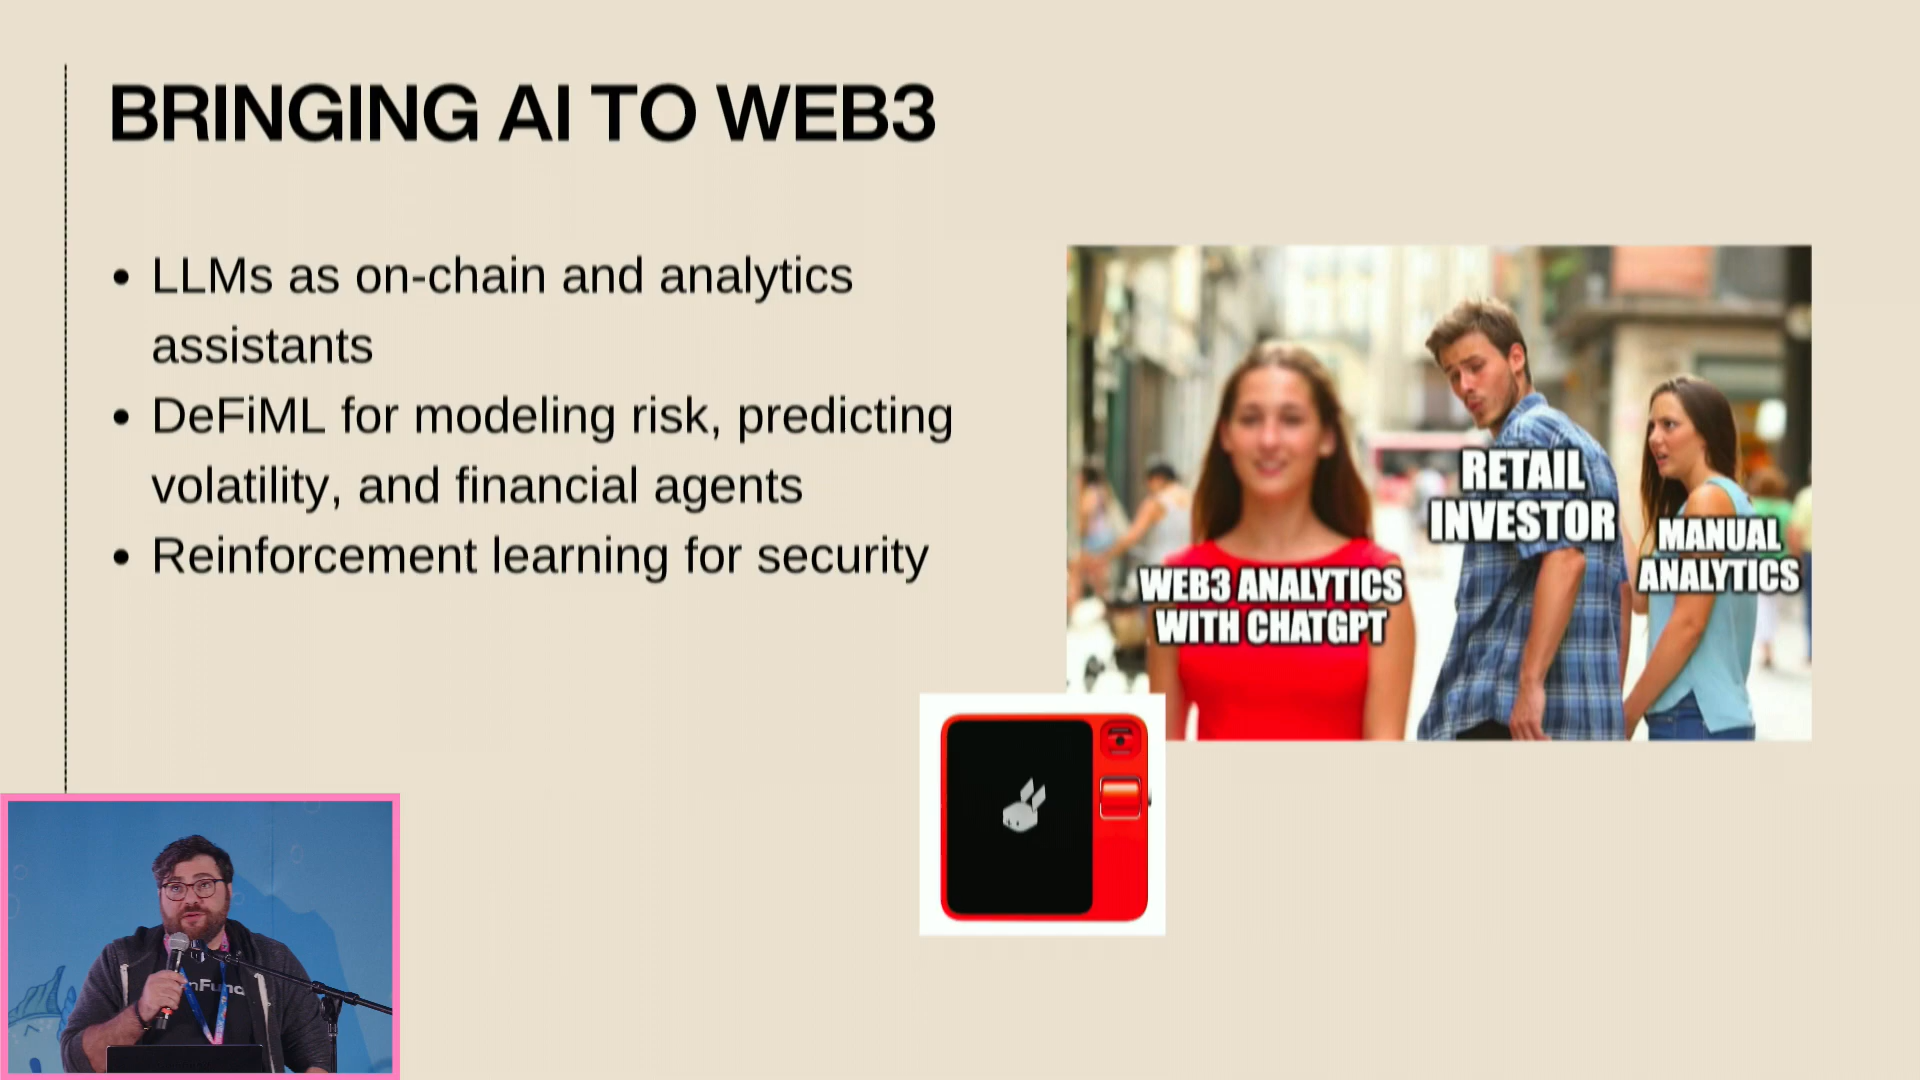 BRINGING AI TO WEB3
• LLMs as on-chain and analytics
assistants
• DeFiML for modeling risk, predicting
volatility, and financial agents
• Reinforcement learning for security
RETAIL
INVESTOR
MANUAL
ANALYTICS
WEB3 ANALYTICS
WITH CHATGPT